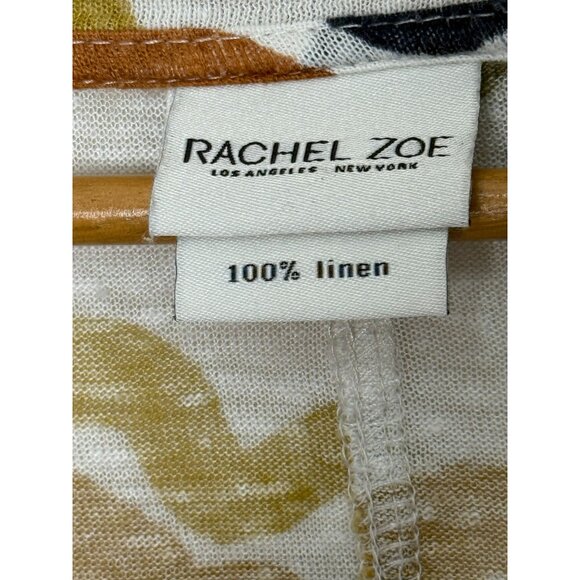 RACHEL ZOE
LOS ANGELES NEW YORK
100% linen